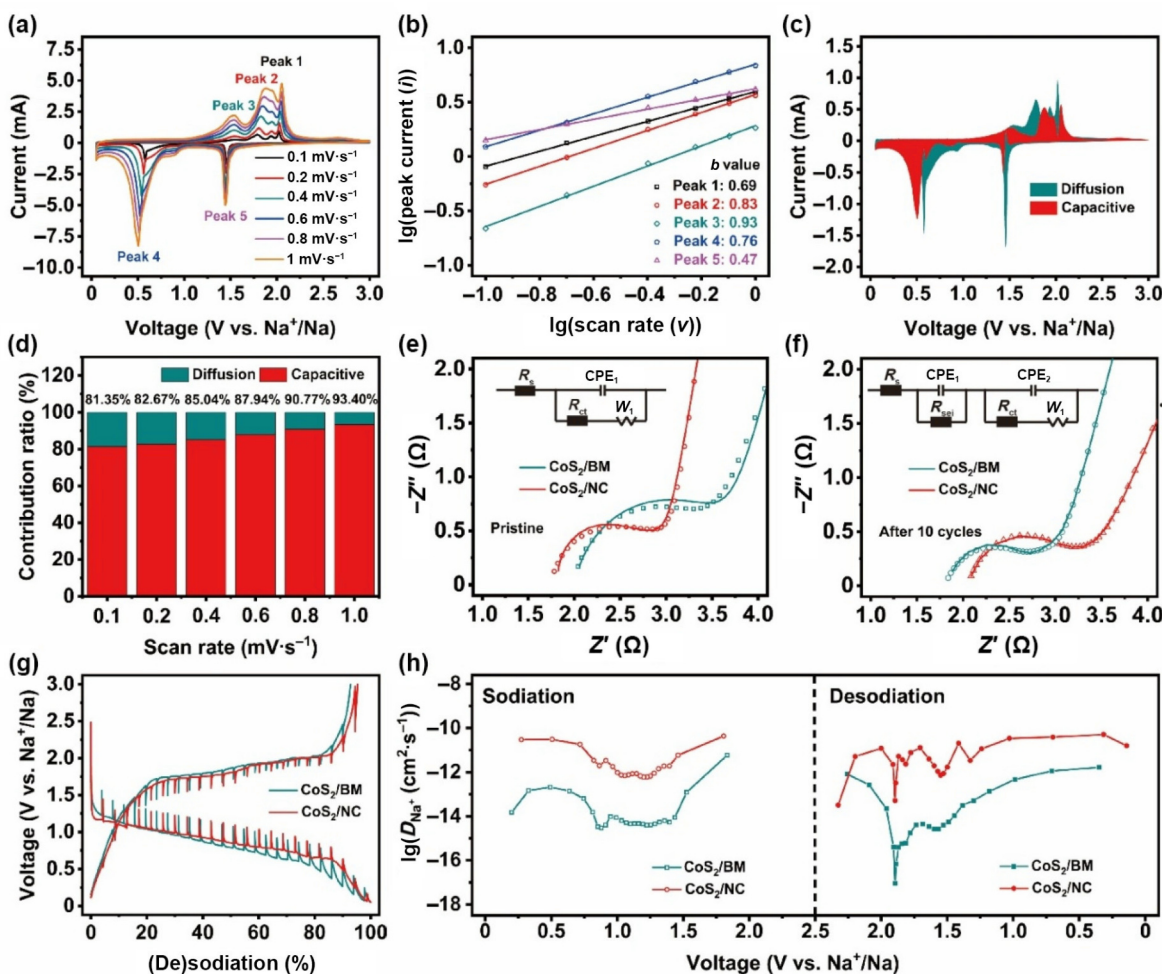 (a)
7.5
5.0
2.5
0
−2.5
−5.0
−7.5
−10.0
Current (mA)
Peak 1
Peak 2
Peak 3
Peak 5
Peak 4
0.1 mV·s⁻¹
0.2 mV·s⁻¹
0.4 mV·s⁻¹
0.6 mV·s⁻¹
0.8 mV·s⁻¹
1 mV·s⁻¹
0 0.5 1.0 1.5 2.0 2.5 3.0
Voltage (V vs. Na⁺/Na)
(b)
1.0
0.5
0
−0.5
−1.0
lg(peak current (i))
b value
Peak 1: 0.69
Peak 2: 0.83
Peak 3: 0.93
Peak 4: 0.76
Peak 5: 0.47
−1.0 −0.8 −0.6 −0.4 −0.2 0
lg(scan rate (v))
(c)
2.0
1.5
1.0
0.5
0
−0.5
−1.0
−1.5
−2.0
Current (mA)
Diffusion
Capacitive
0 0.5 1.0 1.5 2.0 2.5 3.0
Voltage (V vs. Na⁺/Na)
(d)
120
100
80
60
40
20
0
Contribution ratio (%)
Diffusion Capacitive
81.35% 82.67% 85.04% 87.94% 90.77% 93.40%
0.1 0.2 0.4 0.6 0.8 1.0
Scan rate (mV·s⁻¹)
(e)
2.0
1.5
1.0
0.5
0
−Z″ (Ω)
Rs
CPE₁
Rct
W₁
CoS₂/BM
CoS₂/NC
Pristine
1.0 1.5 2.0 2.5 3.0 3.5 4.0
Z′ (Ω)
(f)
2.0
1.5
1.0
0.5
0
−Z″ (Ω)
Rs
CPE₁
CPE₂
Rsei
Rct
W₁
CoS₂/BM
CoS₂/NC
After 10 cycles
1.0 1.5 2.0 2.5 3.0 3.5 4.0
Z′ (Ω)
(g)
3.0
2.5
2.0
1.5
1.0
0.5
0
Voltage (V vs. Na⁺/Na)
CoS₂/BM
CoS₂/NC
0 20 40 60 80 100
(De)sodiation (%)
(h)
−8
−10
−12
−14
−16
−18
lg(D_Na⁺ (cm²·s⁻¹))
Sodiation
Desodiation
CoS₂/BM
CoS₂/NC
CoS₂/BM
CoS₂/NC
0 0.5 1.0 1.5 2.0 2.5 2.0 1.5 1.0 0.5 0
Voltage (V vs. Na⁺/Na)